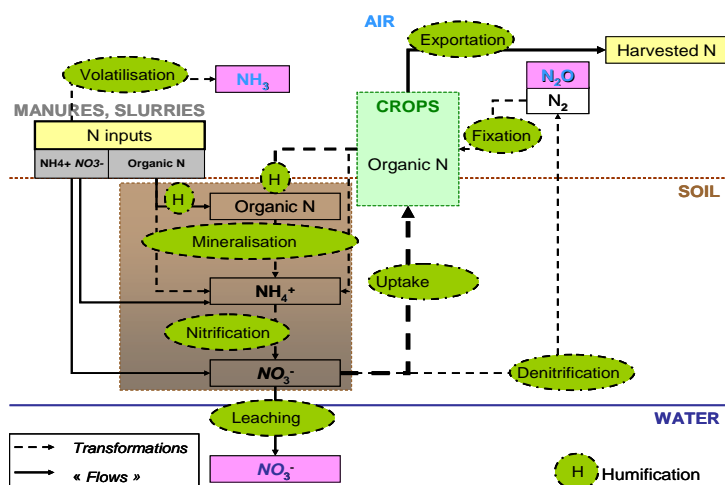 AIR
Exportation
Harvested N
Volatilisation
NH₃
N₂O
N₂
MANURES, SLURRIES
CROPS
N inputs
Fixation
NH4+ NO3-
Organic N
Organic N
H
H
SOIL
Organic N
Mineralisation
NH₄⁺
Uptake
Nitrification
NO₃⁻
Denitrification
Leaching
WATER
Transformations
« Flows »
NO₃⁻
H
Humification